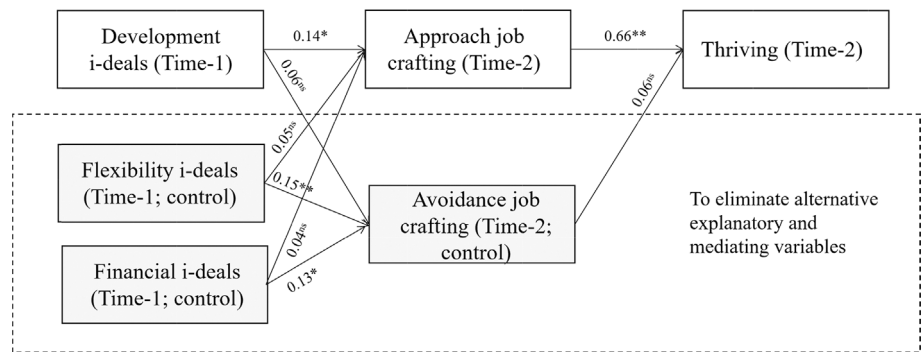 Development
i-deals (Time-1)
0.14*
Approach job
crafting (Time-2)
0.66**
Thriving (Time-2)
0.06ns
0.06ns
Flexibility i-deals
(Time-1; control)
0.05ns
0.15**
Avoidance job
crafting (Time-2;
control)
To eliminate alternative
explanatory and
mediating variables
Financial i-deals
(Time-1; control)
0.04ns
0.13*